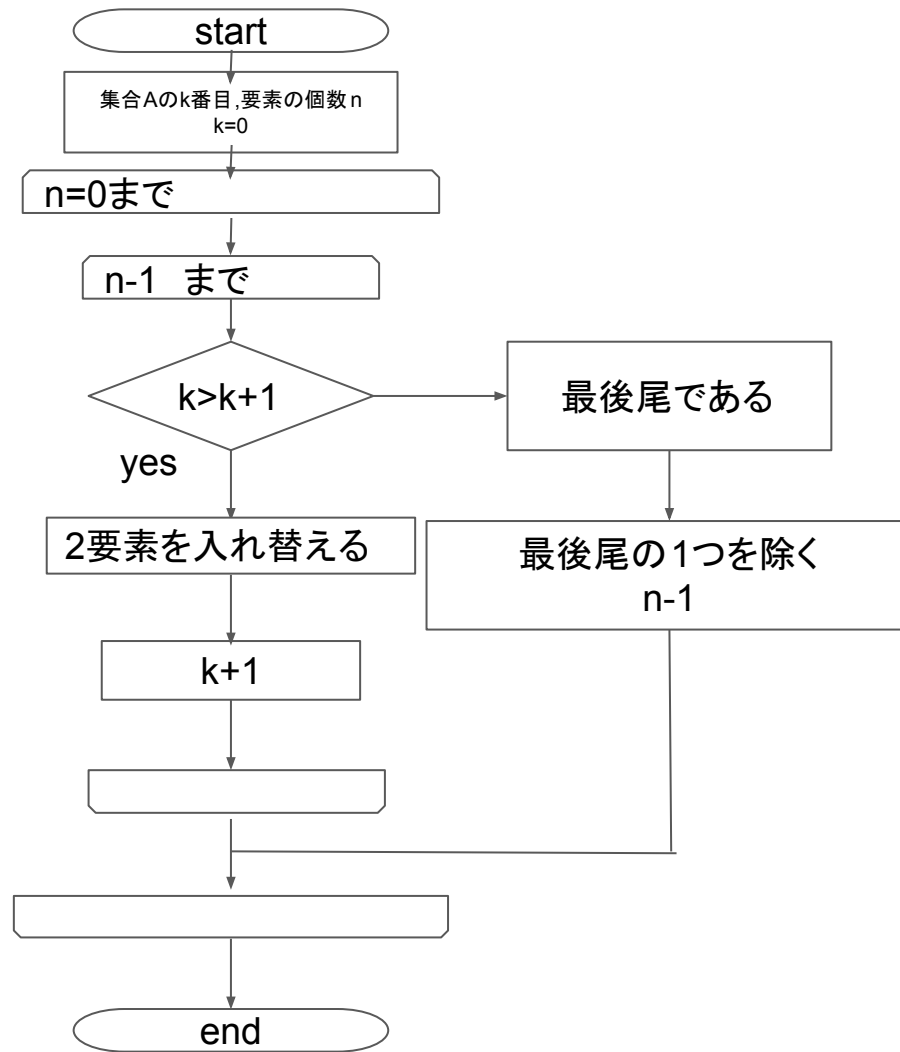 start
集合Aのk番目,要素の個数n
k=0
n=0まで
n-1　まで
k>k+1
最後尾である
yes
2要素を入れ替える
最後尾の1つを除く
n-1
k+1
end